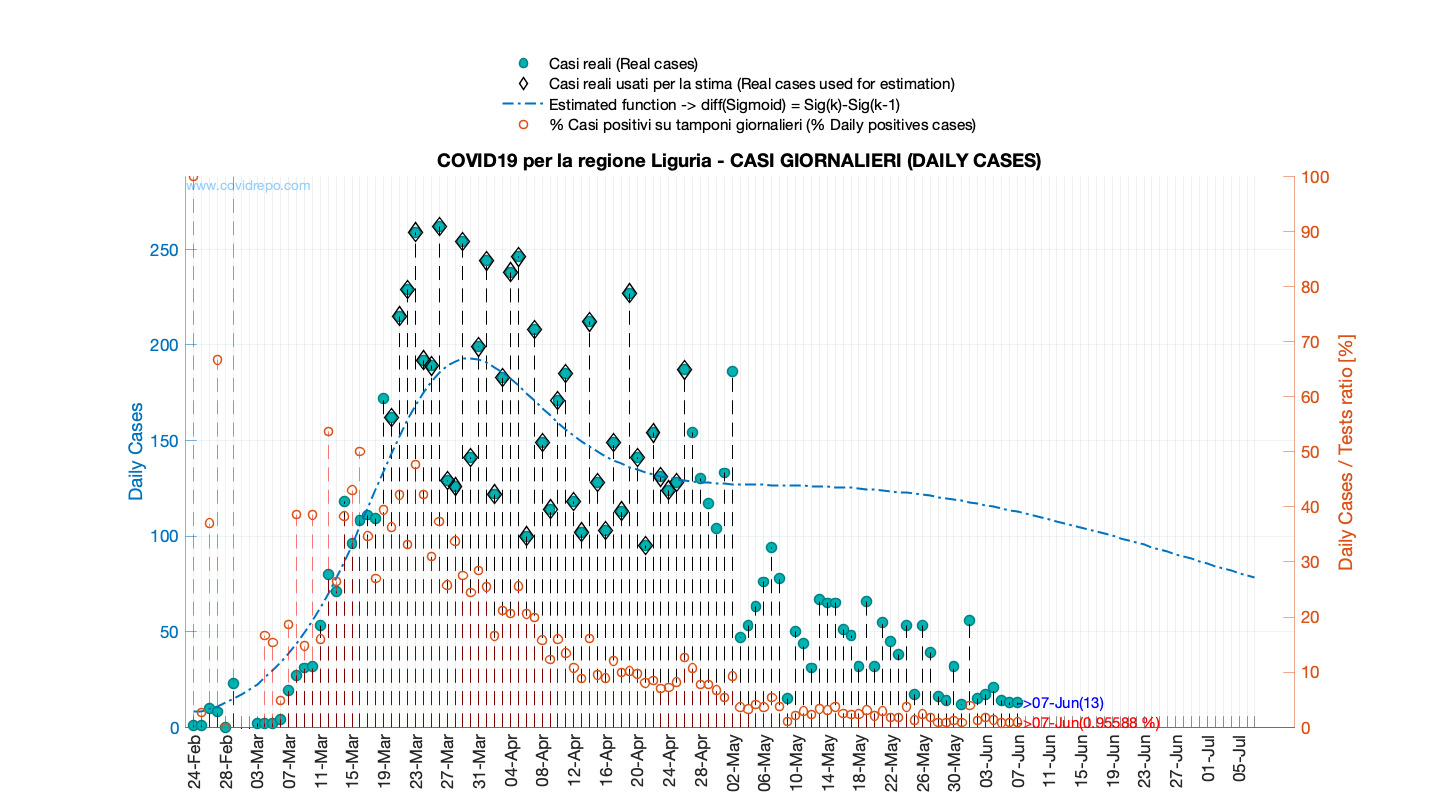 Casi reali (Real cases)
Casi reali usati per la stima (Real cases used for estimation)
Estimated function -> diff(Sigmoid) = Sig(k)-Sig(k-1)
% Casi positivi su tamponi giornalieri (% Daily positives cases)
COVID19 per la regione Liguria - CASI GIORNALIERI (DAILY CASES)
www.covidrepo.com
Daily Cases
250
200
150
100
50
0
100
90
80
70
60
50
40
30
20
10
0
Daily Cases / Tests ratio [%]
->07-Jun(13)
->07-Jun(0.95588 %)
24-Feb
28-Feb
03-Mar
07-Mar
11-Mar
15-Mar
19-Mar
23-Mar
27-Mar
31-Mar
04-Apr
08-Apr
12-Apr
16-Apr
20-Apr
24-Apr
28-Apr
02-May
06-May
10-May
14-May
18-May
22-May
26-May
30-May
03-Jun
07-Jun
11-Jun
15-Jun
19-Jun
23-Jun
27-Jun
01-Jul
05-Jul